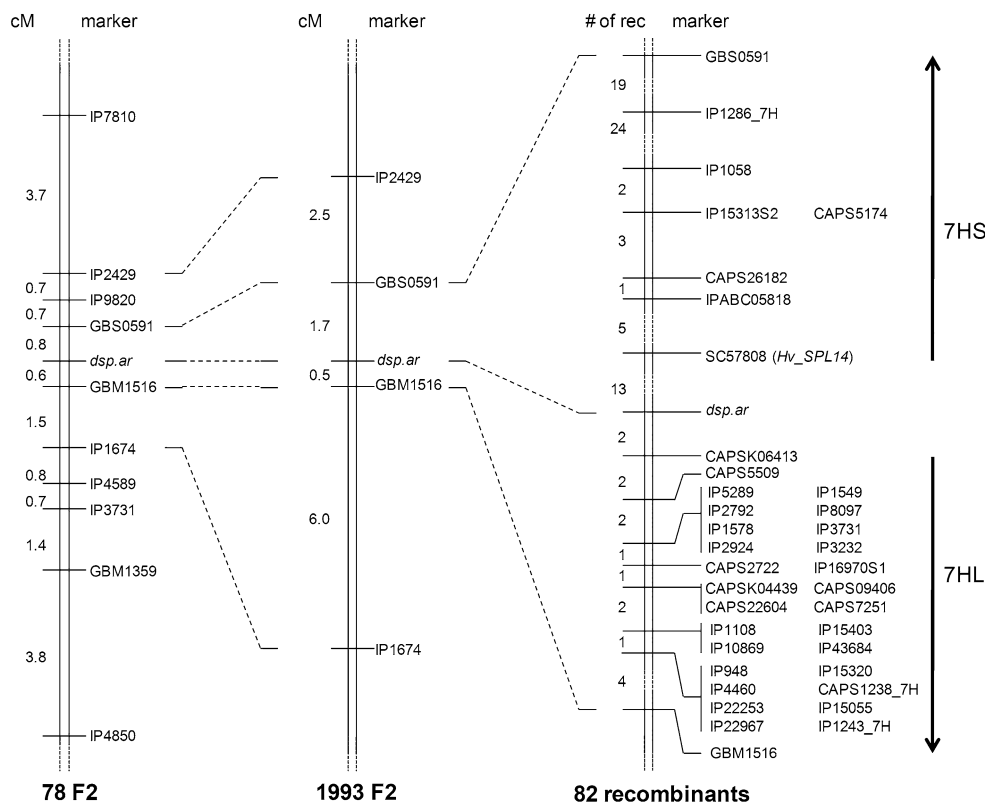 cM marker cM marker # of rec marker
IP7810
3.7
IP2429
0.7
IP9820
0.7
GBS0591
0.8
dsp.ar
0.6
GBM1516
1.5
IP1674
0.8
IP4589
0.7
IP3731
1.4
GBM1359
3.8
IP4850
78 F2
IP2429
2.5
GBS0591
1.7
dsp.ar
0.5
GBM1516
6.0
IP1674
1993 F2
GBS0591
19
IP1286_7H
24
IP1058
2
IP15313S2 CAPS5174
3
CAPS26182
1
IPABC05818
5
SC57808 (Hv_SPL14)
13
dsp.ar
2
CAPSK06413
CAPS5509
2
IP5289 IP1549
IP2792 IP8097
2
IP1578 IP3731
IP2924 IP3232
1
CAPS2722 IP16970S1
1
CAPSK04439 CAPS09406
2
CAPS22604 CAPS7251
IP1108 IP15403
1
IP10869 IP43684
IP948 IP15320
4
IP4460 CAPS1238_7H
IP22253 IP15055
IP22967 IP1243_7H
GBM1516
82 recombinants
7HS
7HL